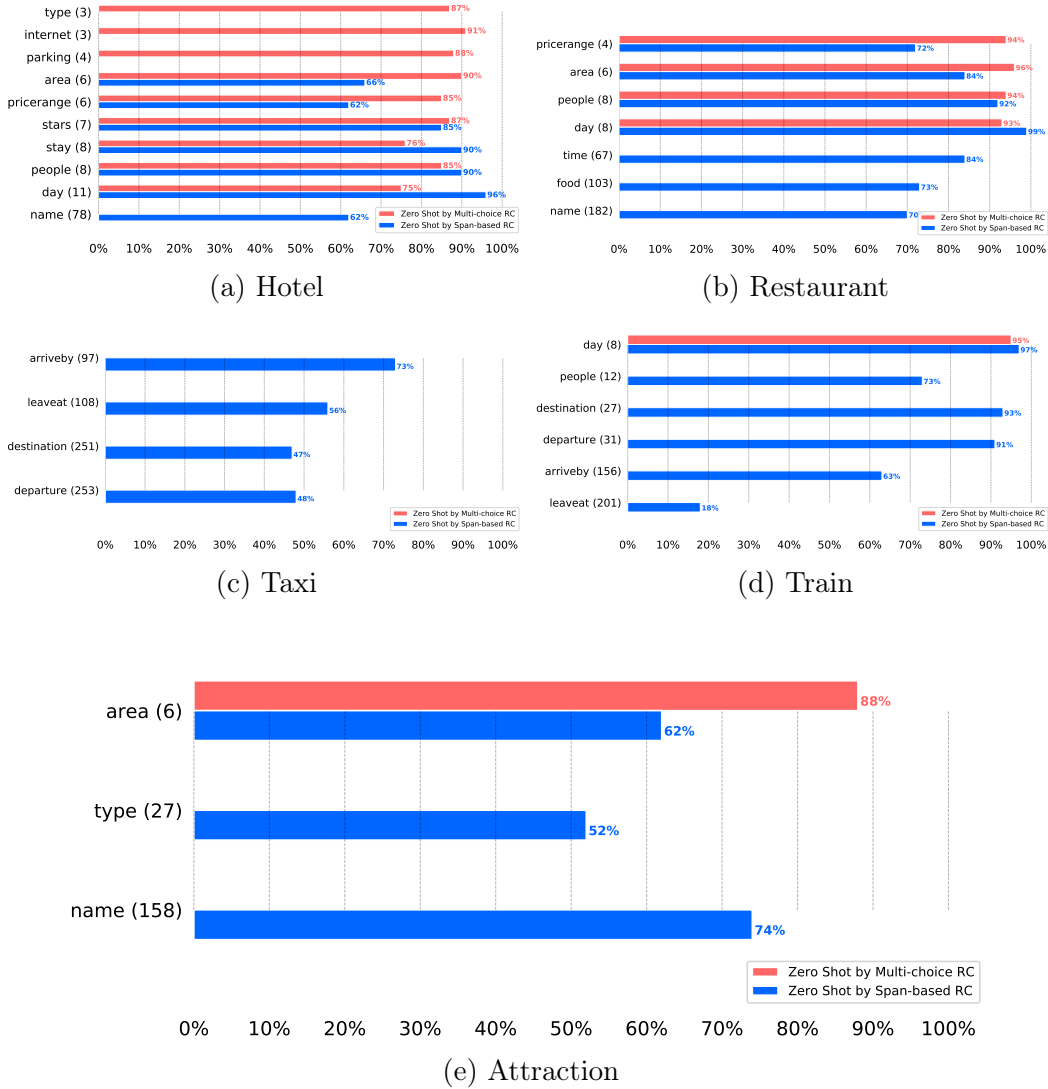 type (3)
87%
internet (3)
91%
parking (4)
88%
area (6)
90%
66%
pricerange (6)
85%
62%
stars (7)
87%
85%
stay (8)
76%
90%
people (8)
85%
90%
day (11)
75%
96%
name (78)
62%
Zero Shot by Multi-choice RC
Zero Shot by Span-based RC
0% 10% 20% 30% 40% 50% 60% 70% 80% 90% 100%
(a) Hotel
pricerange (4)
94%
72%
area (6)
96%
84%
people (8)
94%
92%
day (8)
93%
99%
time (67)
84%
food (103)
73%
name (182)
70
Zero Shot by Multi-choice RC
Zero Shot by Span-based RC
0% 10% 20% 30% 40% 50% 60% 70% 80% 90% 100%
(b) Restaurant
arriveby (97)
73%
leaveat (108)
56%
destination (251)
47%
departure (253)
48%
Zero Shot by Multi-choice RC
Zero Shot by Span-based RC
0% 10% 20% 30% 40% 50% 60% 70% 80% 90% 100%
(c) Taxi
day (8)
95%
97%
people (12)
73%
destination (27)
93%
departure (31)
91%
arriveby (156)
63%
leaveat (201)
18%
Zero Shot by Multi-choice RC
Zero Shot by Span-based RC
0% 10% 20% 30% 40% 50% 60% 70% 80% 90% 100%
(d) Train
area (6)
88%
62%
type (27)
52%
name (158)
74%
Zero Shot by Multi-choice RC
Zero Shot by Span-based RC
0% 10% 20% 30% 40% 50% 60% 70% 80% 90% 100%
(e) Attraction